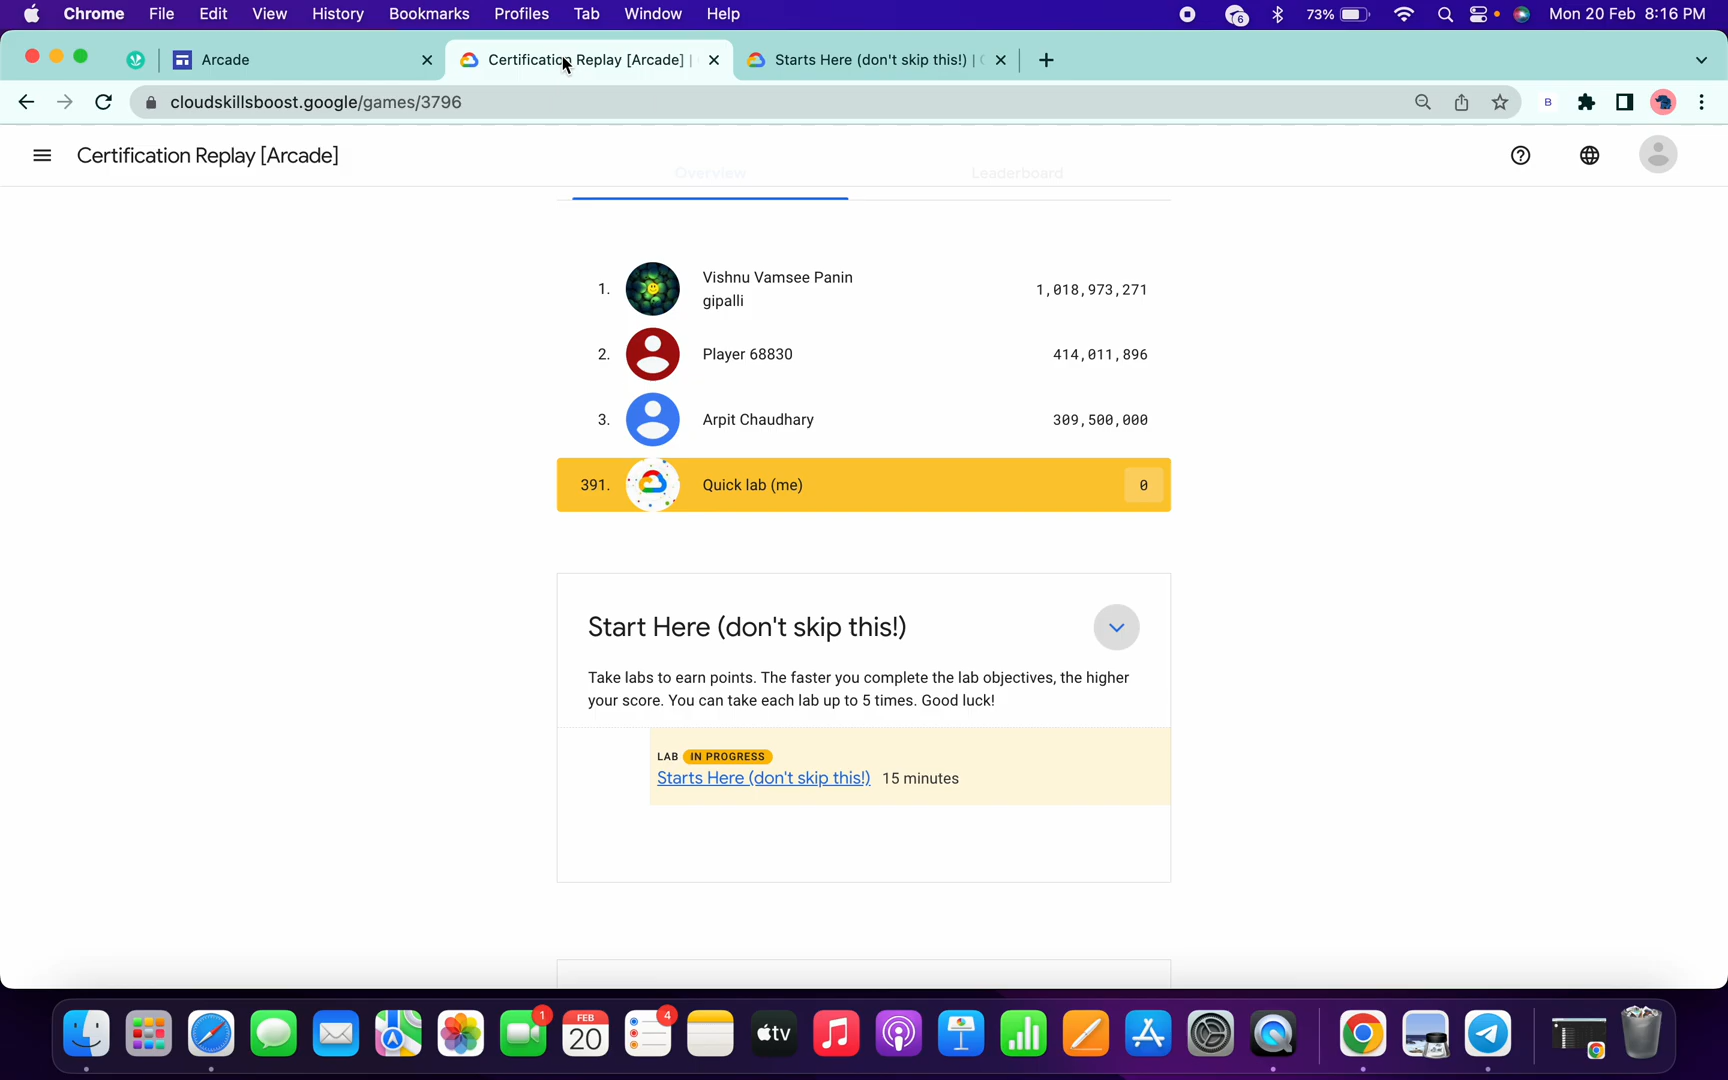 Chrome File Edit View History Bookmarks Profiles Tab Window Help 6 73% Mon 20 Feb 8:16 PM
Arcade Certification Replay [Arcade] | Starts Here (don't skip this!) |
cloudskillsboost.google/games/3796 B
Certification Replay [Arcade]
Overview Leaderboard
1. Vishnu Vamsee Panin
gipalli 1,018,973,271
2. Player 68830 414,011,896
3. Arpit Chaudhary 309,500,000
391. Quick lab (me) 0
Start Here (don't skip this!)
Take labs to earn points. The faster you complete the lab objectives, the higher
your score. You can take each lab up to 5 times. Good luck!
LAB IN PROGRESS
Starts Here (don't skip this!) 15 minutes
1 FEB 4
20 tv